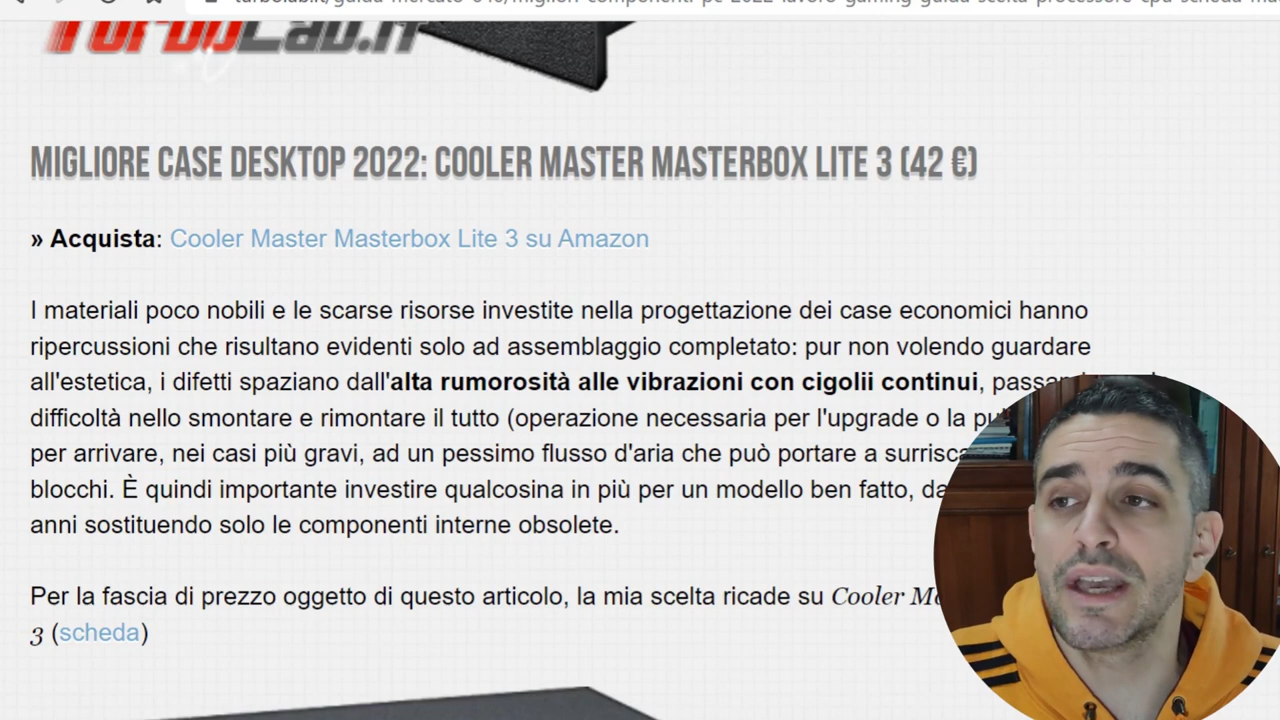 TurboLab.it
MIGLIORE CASE DESKTOP 2022: COOLER MASTER MASTERBOX LITE 3 (42 €)
» Acquista: Cooler Master Masterbox Lite 3 su Amazon
I materiali poco nobili e le scarse risorse investite nella progettazione dei case economici hanno
ripercussioni che risultano evidenti solo ad assemblaggio completato: pur non volendo guardare
all'estetica, i difetti spaziano dall'alta rumorosità alle vibrazioni con cigolii continui,
difficoltà nello smontare e rimontare il tutto (operazione necessaria per l'upgrade o la
per arrivare, nei casi più gravi, ad un pessimo flusso d'aria che può portare a
blocchi. È quindi importante investire qualcosina in più per un modello ben fatto,
anni sostituendo solo le componenti interne obsolete.
Per la fascia di prezzo oggetto di questo articolo, la mia scelta ricade su Cooler
3 (scheda)